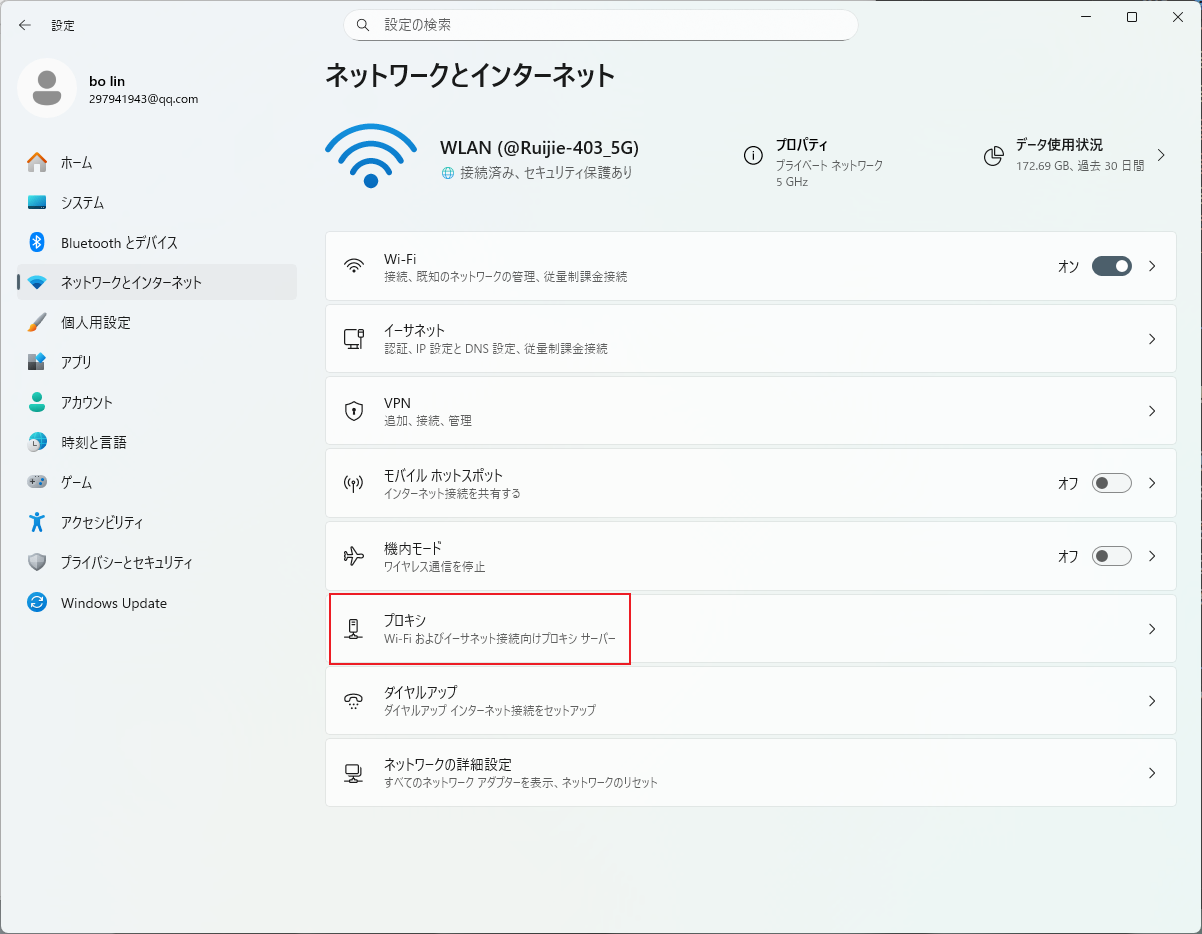 設定
設定の検索
bo lin
297941943@qq.com
ホーム
システム
Bluetooth とデバイス
ネットワークとインターネット
個人用設定
アプリ
アカウント
時刻と言語
ゲーム
アクセシビリティ
プライバシーとセキュリティ
Windows Update
ネットワークとインターネット
WLAN (@Ruijie-403_5G)
接続済み、セキュリティ保護あり
プロパティ
プライベート ネットワーク
5 GHz
データ使用状況
172.69 GB、過去 30 日間
Wi-Fi
接続、既知のネットワークの管理、従量制課金接続
オン
イーサネット
認証、IP 設定と DNS 設定、従量制課金接続
VPN
追加、接続、管理
モバイル ホットスポット
インターネット接続を共有する
オフ
機内モード
ワイヤレス通信を停止
オフ
プロキシ
Wi-Fi およびイーサネット接続向けプロキシ サーバー
ダイヤルアップ
ダイヤルアップ インターネット接続をセットアップ
ネットワークの詳細設定
すべてのネットワーク アダプターを表示、ネットワークのリセット